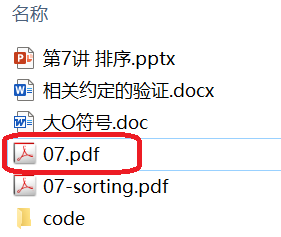 名称
第7讲 排序.pptx
相关约定的验证.docx
大O符号.doc
07.pdf
07-sorting.pdf
code